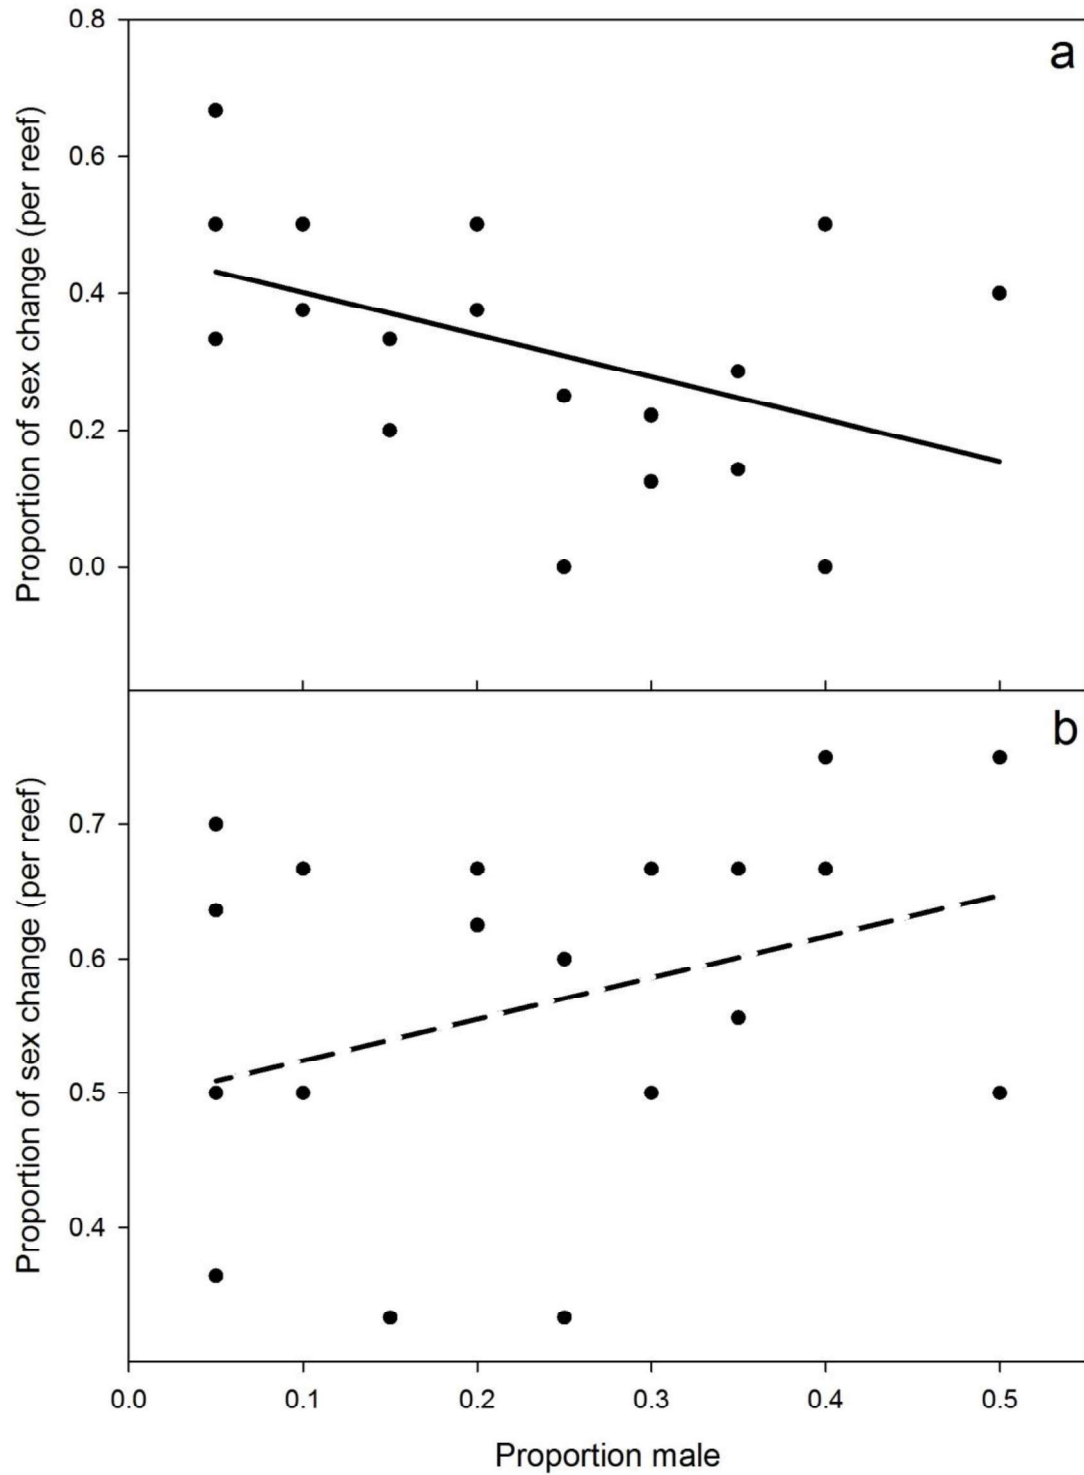 a
0.8
0.6
0.4
0.2
0.0
Proportion of sex change (per reef)
b
0.7
0.6
0.5
0.4
Proportion of sex change (per reef)
0.0 0.1 0.2 0.3 0.4 0.5
Proportion male